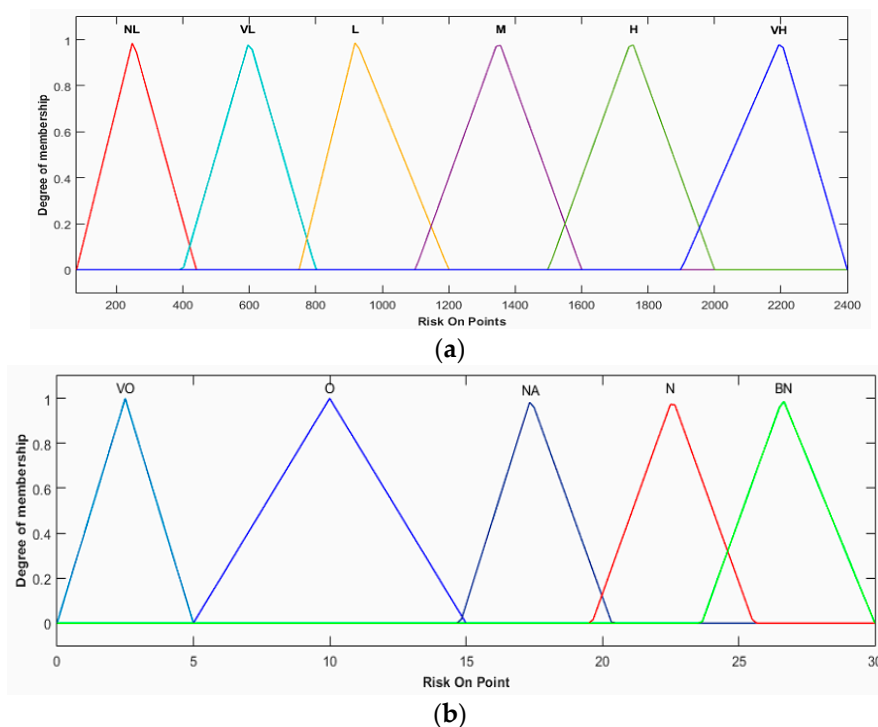 NL VL L M H VH
1
0.8
0.6
0.4
0.2
0
Degree of membership
200 400 600 800 1000 1200 1400 1600 1800 2000 2200 2400
Risk On Points
(a)
VO O NA N BN
1
0.8
0.6
0.4
0.2
0
Degree of membership
0 5 10 15 20 25 30
Risk On Point
(b)